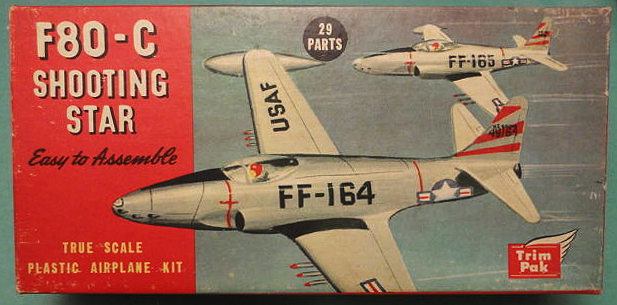 F80-C
SHOOTING
STAR
Easy to Assemble
TRUE SCALE
PLASTIC AIRPLANE KIT
29
PARTS
FF-165
USAF
FF-164
Trim
Pak